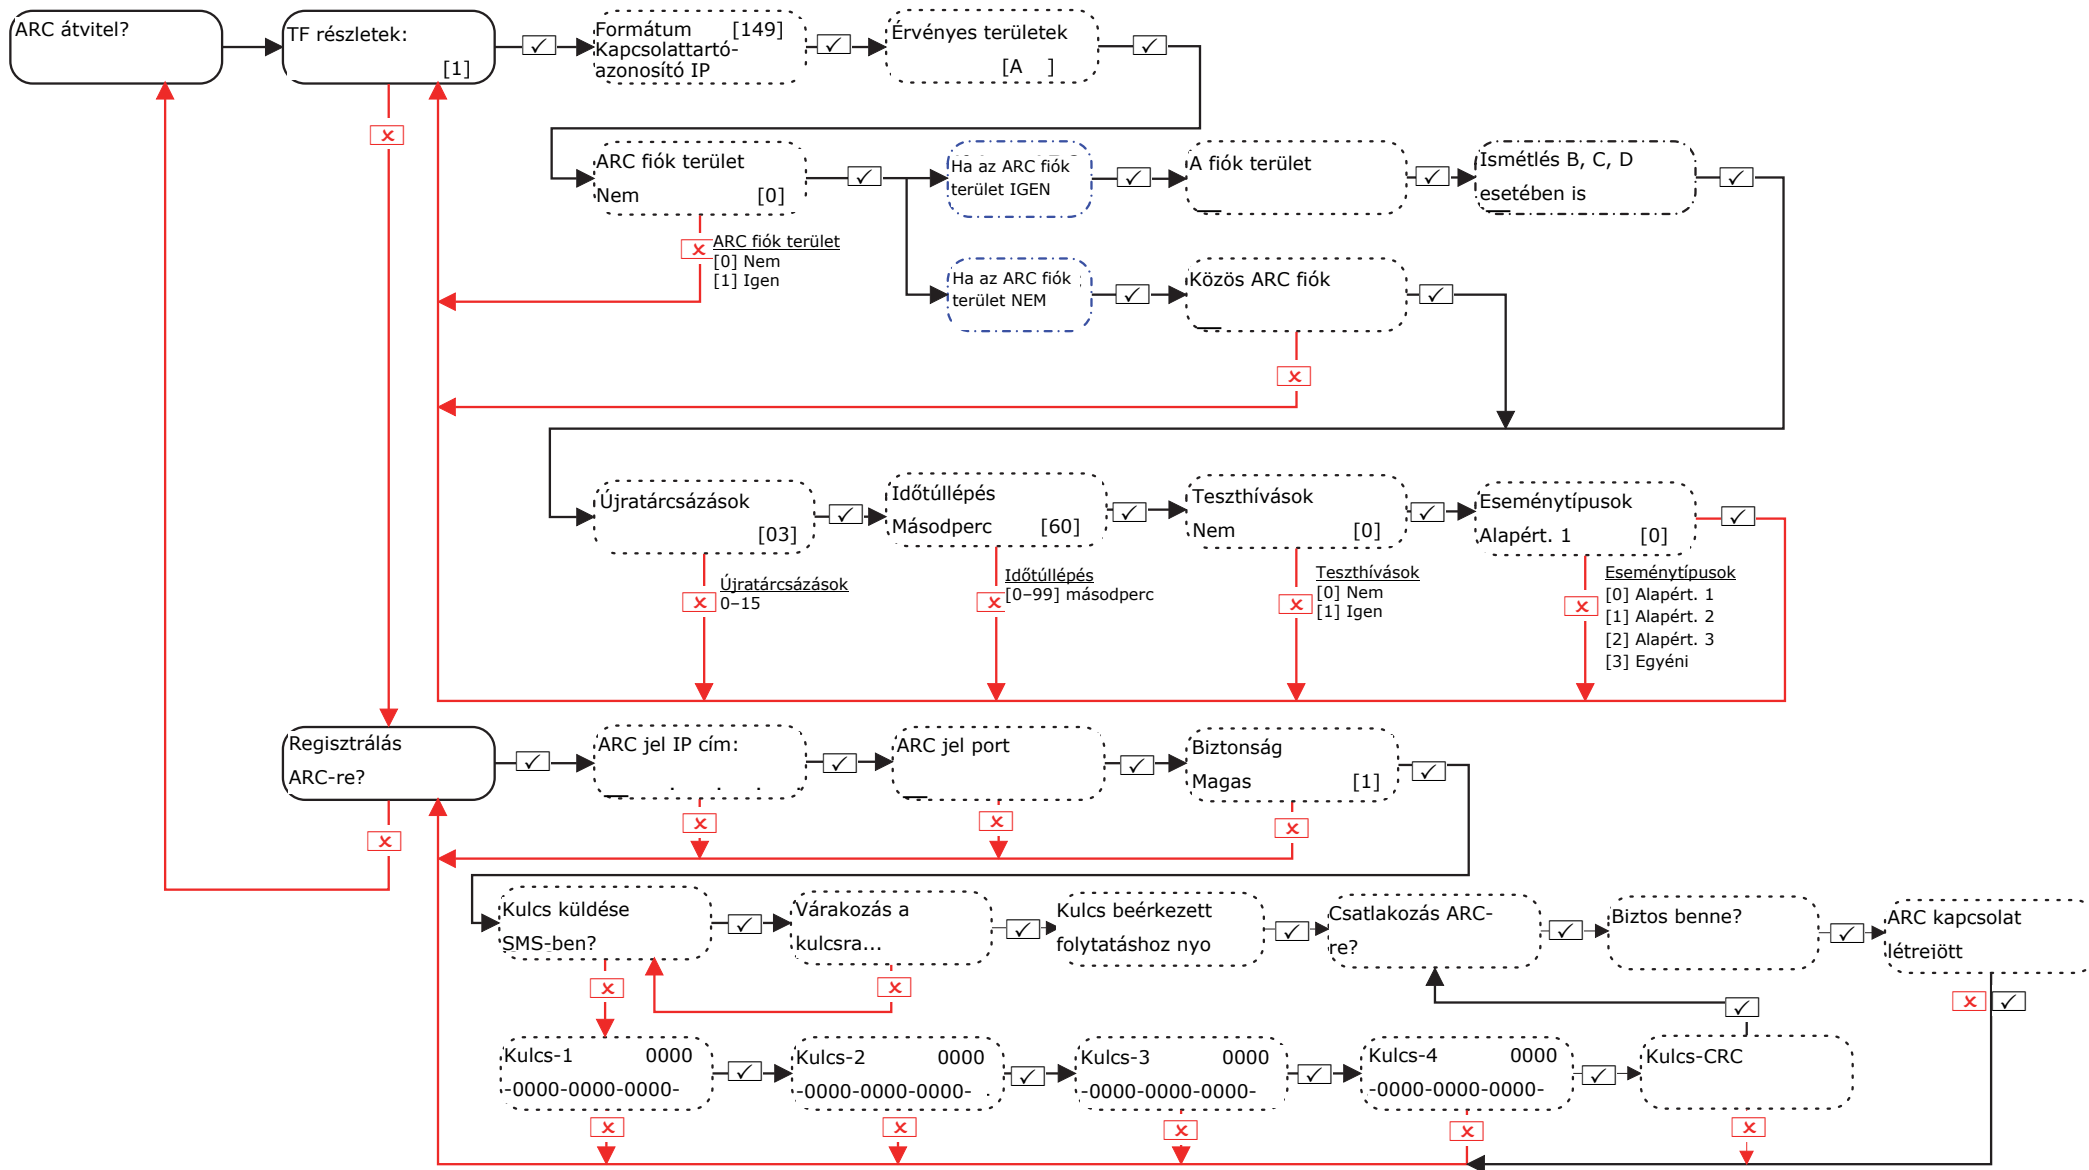 ARC átvitel?
TF részletek:
[1]
Formátum [149]
Kapcsolattartó-
azonosító IP
Érvényes területek
[A ]
ARC fiók terület
Nem [0]
ARC fiók terület
[0] Nem
[1] Igen
Ha az ARC fiók
terület IGEN
A fiók terület
Ismétlés B, C, D
esetében is
Ha az ARC fiók
terület NEM
Közös ARC fiók
Újratárcsázások
[03]
Újratárcsázások
0–15
Időtúllépés
Másodperc [60]
Időtúllépés
[0–99] másodperc
Teszthívások
Nem [0]
Teszthívások
[0] Nem
[1] Igen
Eseménytípusok
Alapért. 1 [0]
Eseménytípusok
[0] Alapért. 1
[1] Alapért. 2
[2] Alapért. 3
[3] Egyéni
Regisztrálás
ARC-re?
ARC jel IP cím:
. . . .
ARC jel port
Biztonság
Magas [1]
Kulcs küldése
SMS-ben?
Várakozás a
kulcsra...
Kulcs beérkezett
folytatáshoz nyo
Csatlakozás ARC-
re?
Biztos benne?
ARC kapcsolat
létrejött
Kulcs-1 0000
-0000-0000-0000-
Kulcs-2 0000
-0000-0000-0000-
Kulcs-3 0000
-0000-0000-0000-
Kulcs-4 0000
-0000-0000-0000-
Kulcs-CRC